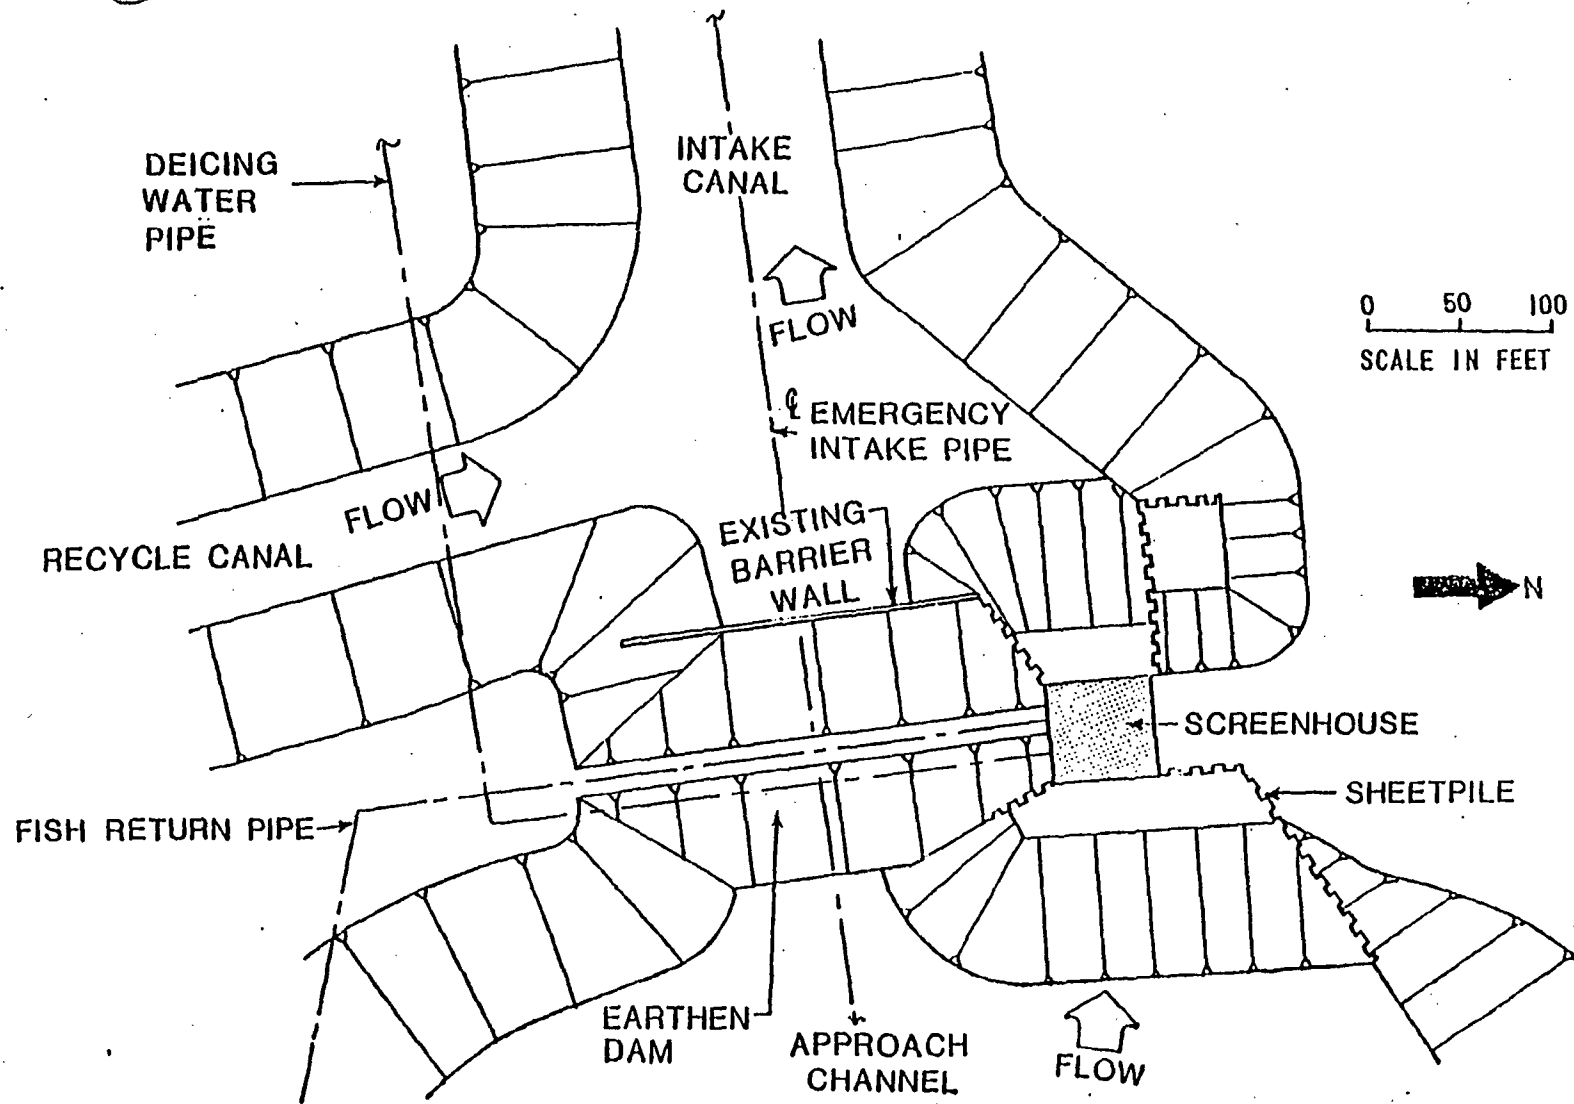 DEICING
WATER
PIPE
INTAKE
CANAL
FLOW
0 50 100
SCALE IN FEET
℄ EMERGENCY
INTAKE PIPE
FLOW
RECYCLE CANAL
EXISTING
BARRIER
WALL
N
SCREENHOUSE
SHEETPILE
FISH RETURN PIPE
EARTHEN
DAM
APPROACH
CHANNEL
FLOW